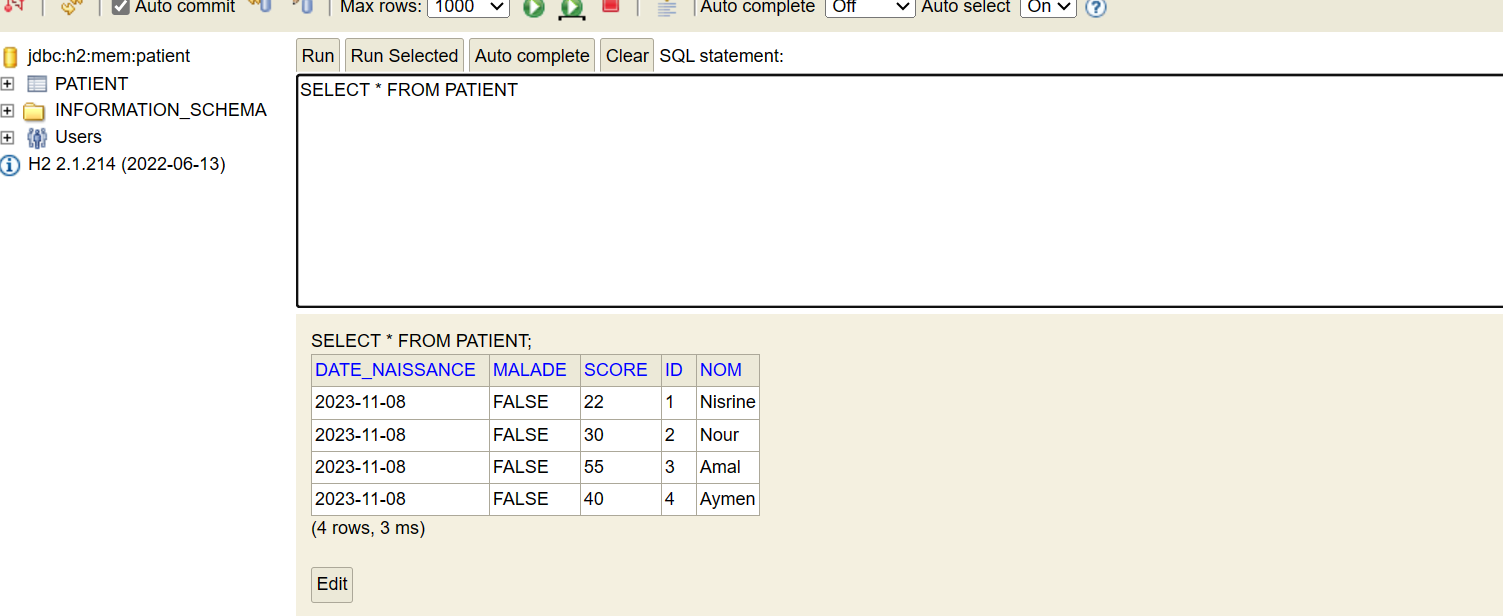 Auto commit Max rows: 1000 Auto complete Off Auto select On ?
jdbc:h2:mem:patient
PATIENT
INFORMATION_SCHEMA
Users
H2 2.1.214 (2022-06-13)
Run Run Selected Auto complete Clear SQL statement:
SELECT * FROM PATIENT
SELECT * FROM PATIENT;
DATE_NAISSANCE MALADE SCORE ID NOM
2023-11-08 FALSE 22 1 Nisrine
2023-11-08 FALSE 30 2 Nour
2023-11-08 FALSE 55 3 Amal
2023-11-08 FALSE 40 4 Aymen
(4 rows, 3 ms)
Edit